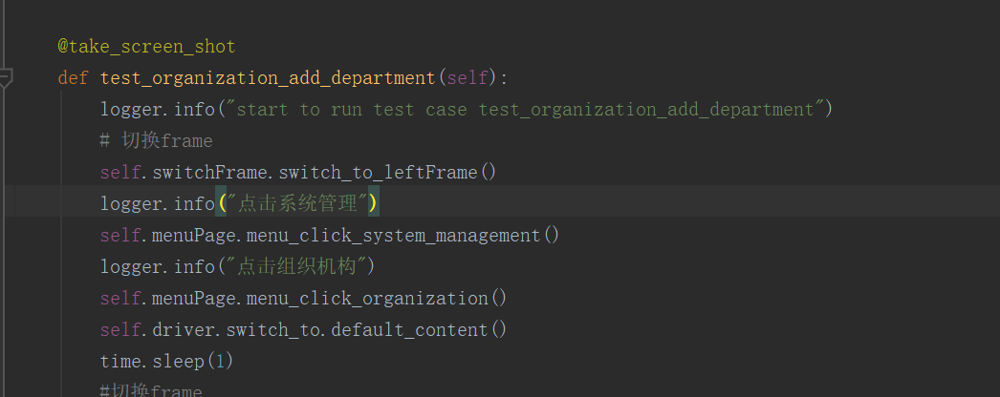 @take_screen_shot
def test_organization_add_department(self):
logger.info("start to run test case test_organization_add_department")
# 切换frame
self.switchFrame.switch_to_leftFrame()
logger.info("点击系统管理")
self.menuPage.menu_click_system_management()
logger.info("点击组织机构")
self.menuPage.menu_click_organization()
self.driver.switch_to.default_content()
time.sleep(1)
#切换frame